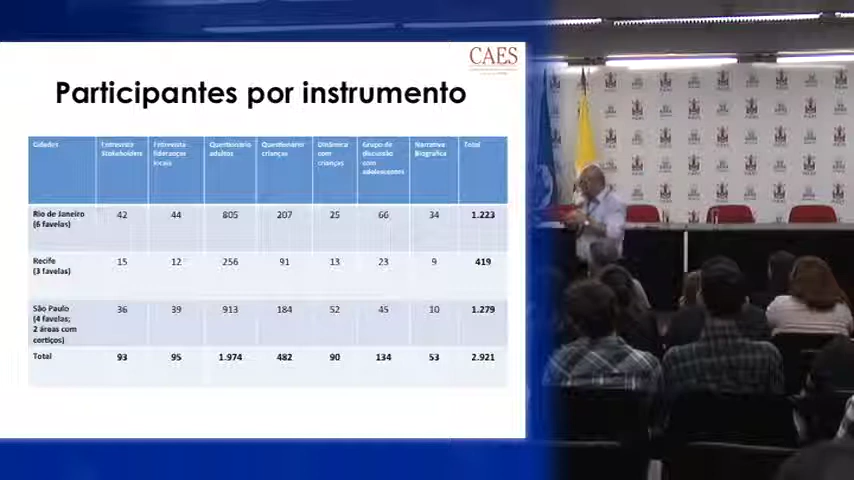 CAES
Participantes por instrumento
Cidades
Entrevista
Stakeholders
Entrevista
lideranças
locais
Questionário
adultos
Questionário
crianças
Dinâmica
com
crianças
Grupo de
discussão
com
adolescentes
Narrativa
Biográfica
Total
Rio de Janeiro
(6 favelas)
42 44 805 207 25 66 34 1.223
Recife
(3 favelas)
15 12 256 91 13 23 9 419
São Paulo
(4 favelas;
2 áreas com
cortiços)
36 39 913 184 52 45 10 1.279
Total 93 95 1.974 482 90 134 53 2.921